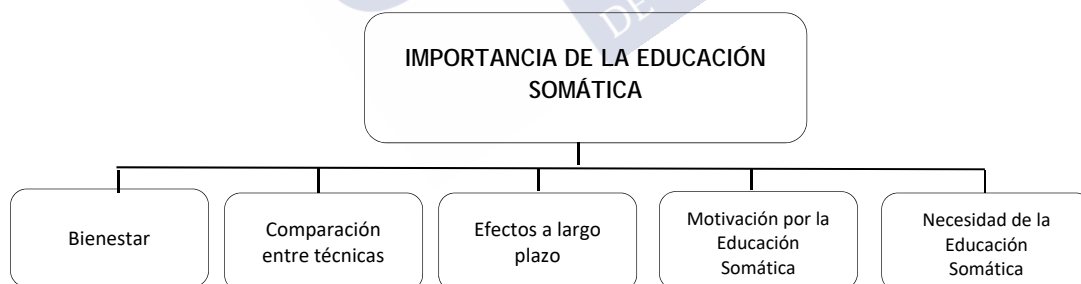 DE
IMPORTANCIA DE LA EDUCACIÓN
SOMÁTICA
Bienestar
Comparación
entre técnicas
Efectos a largo
plazo
Motivación por la
Educación
Somática
Necesidad de la
Educación
Somática